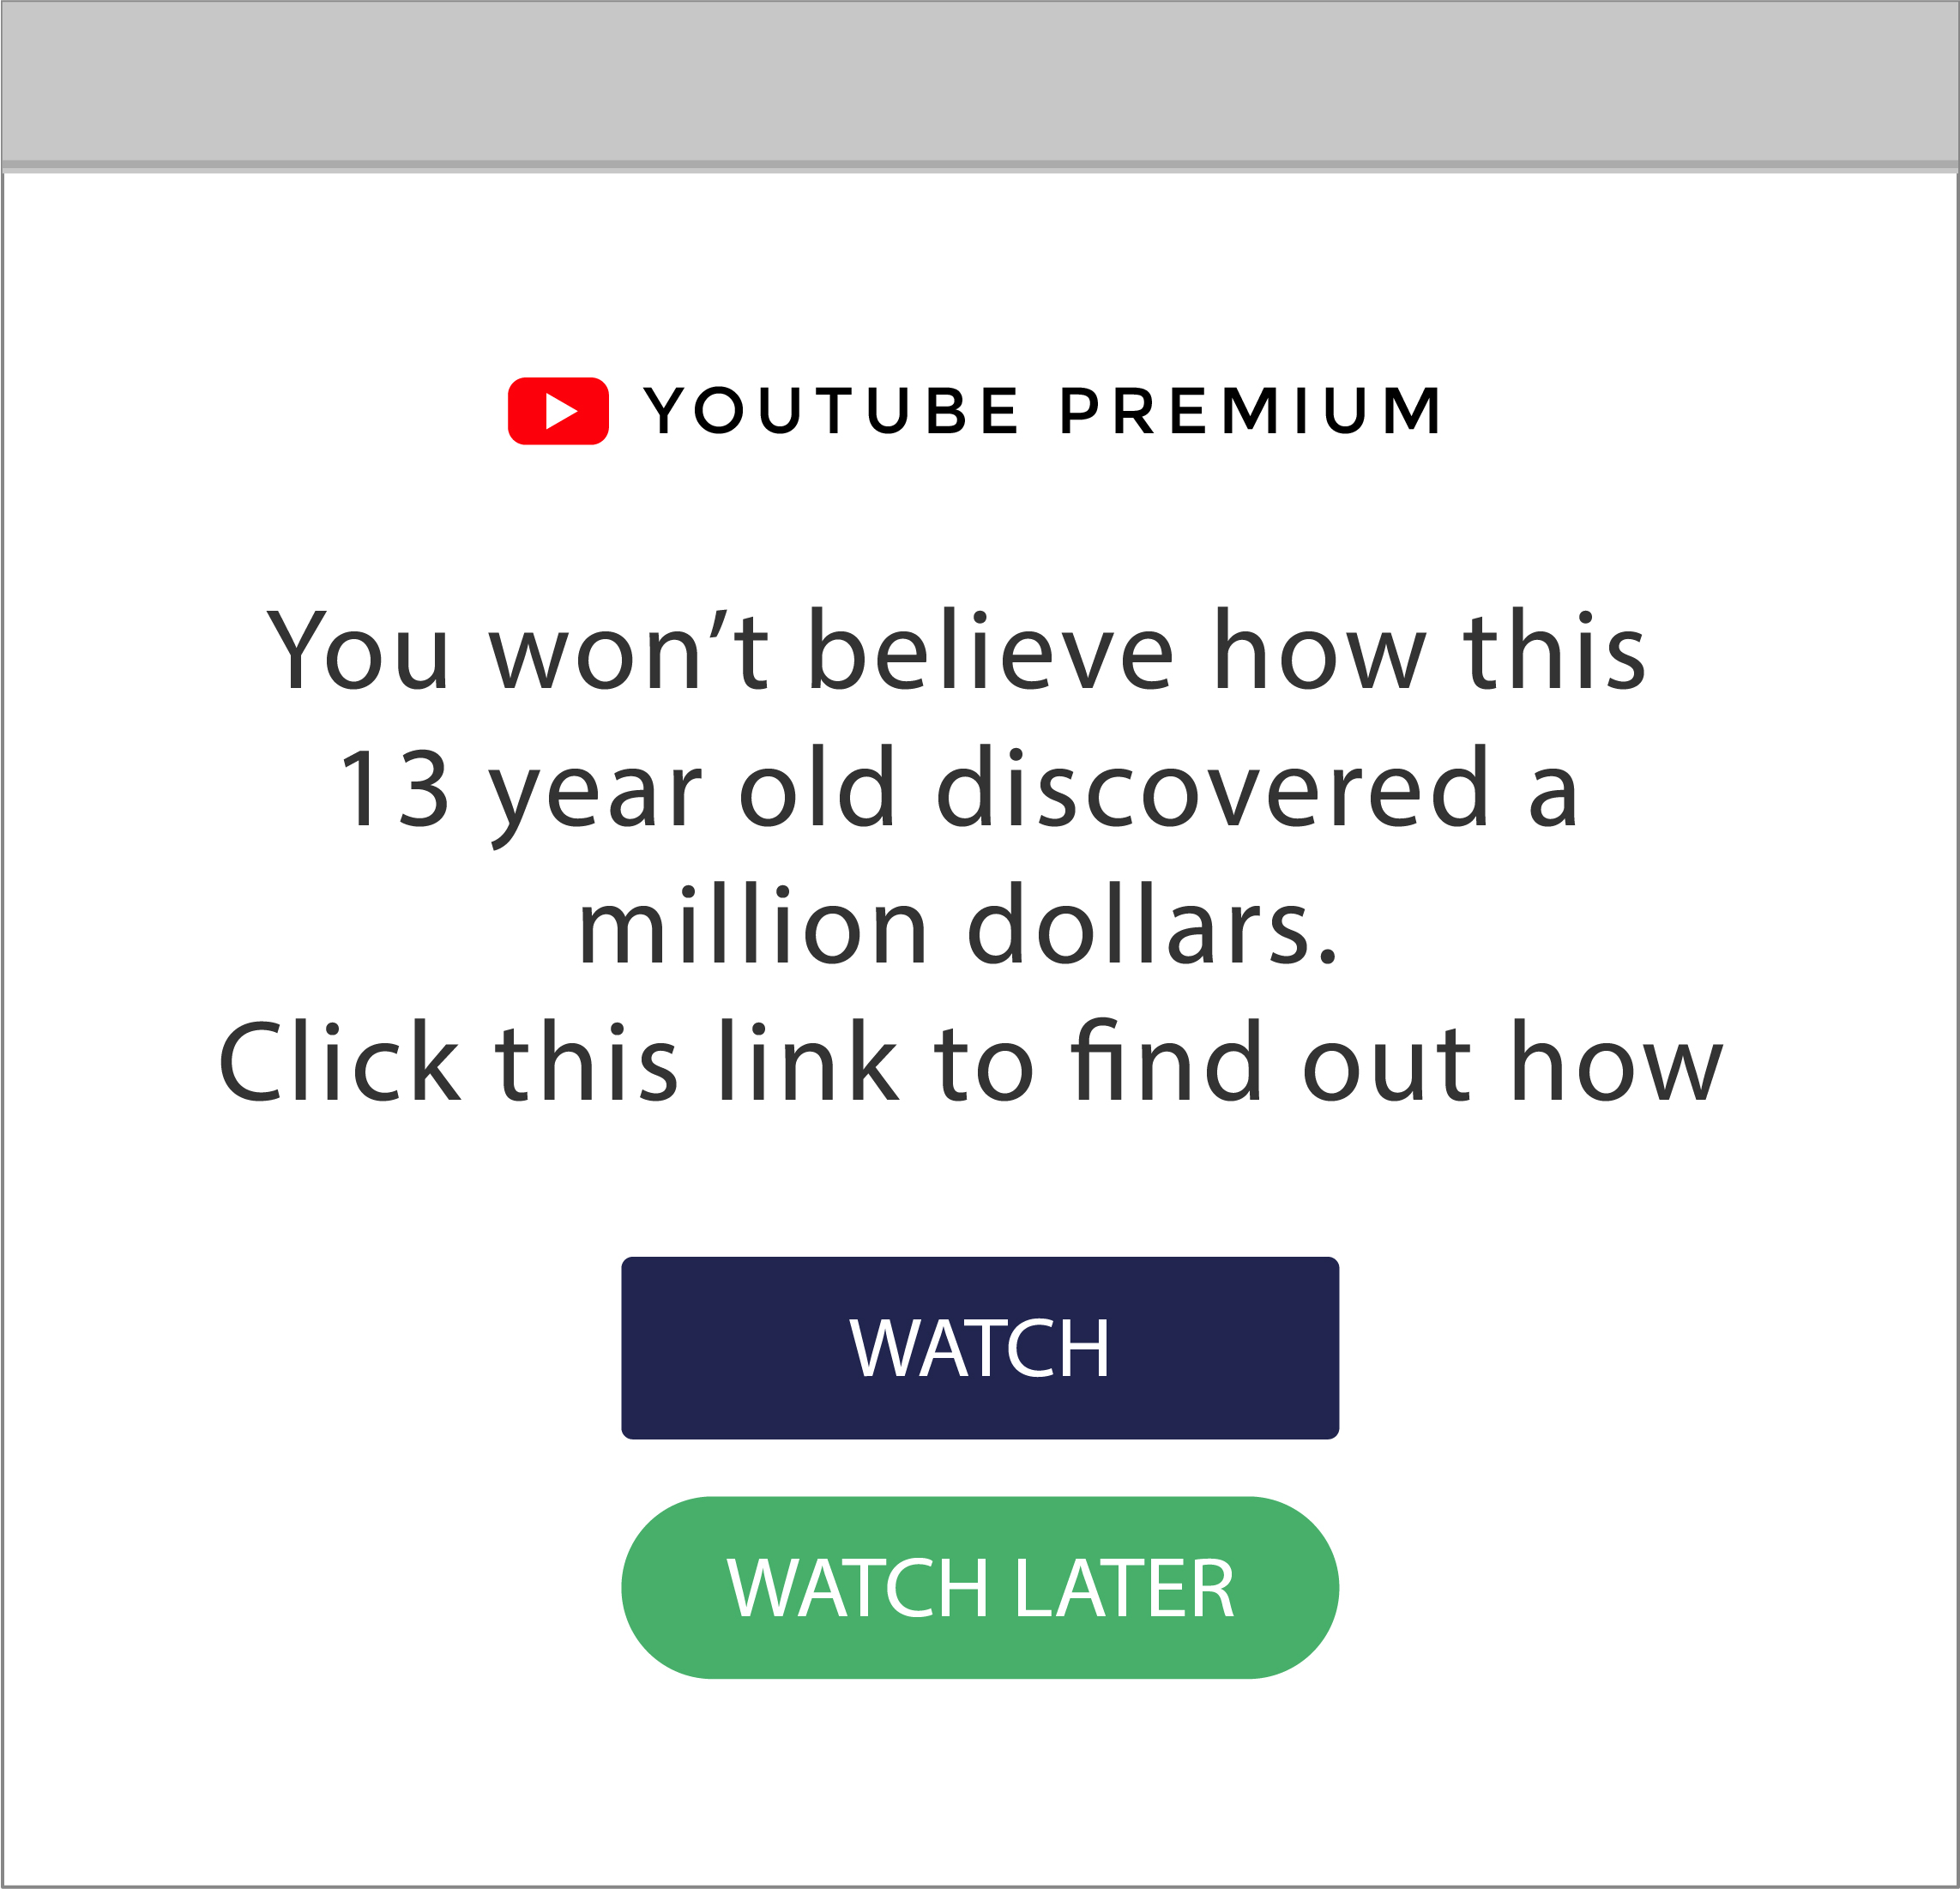 YOUTUBE PREMIUM
You won’t believe how this
13 year old discovered a
million dollars.
Click this link to find out how
WATCH
WATCH LATER